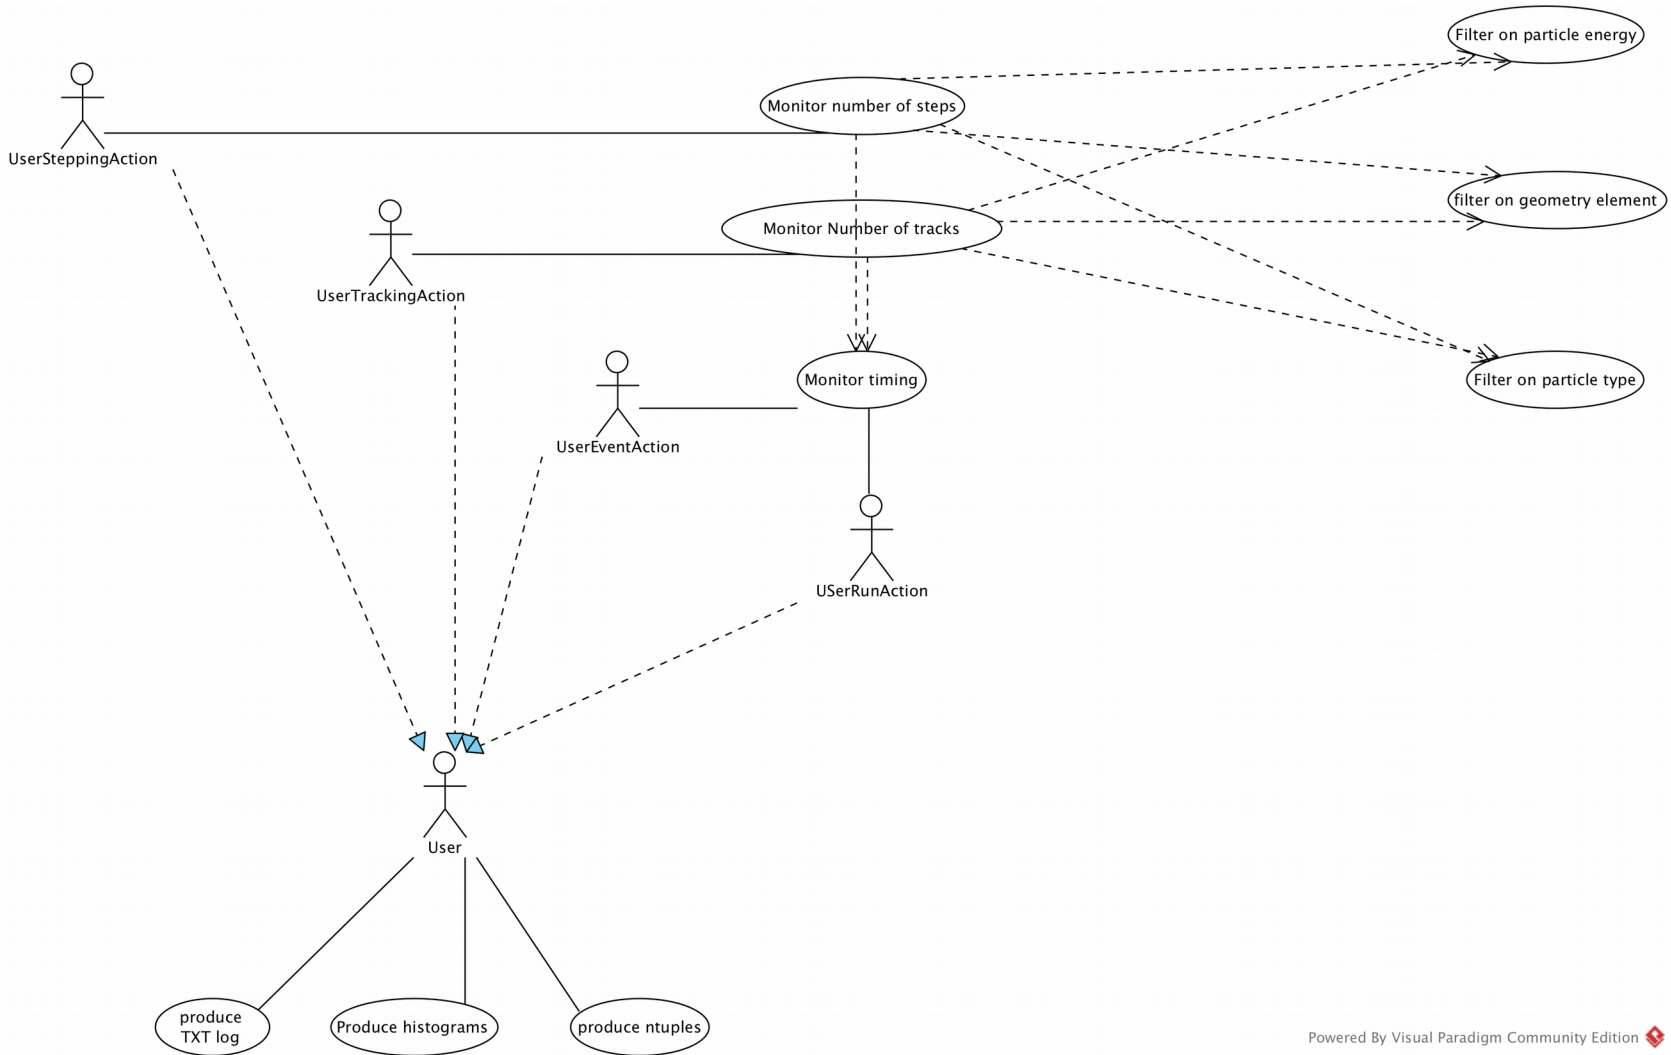 Filter on particle energy
Monitor number of steps
UserSteppingAction
filter on geometry element
Monitor Number of tracks
UserTrackingAction
Monitor timing
Filter on particle type
UserEventAction
USerRunAction
User
produce
TXT log
Produce histograms
produce ntuples
Powered By Visual Paradigm Community Edition